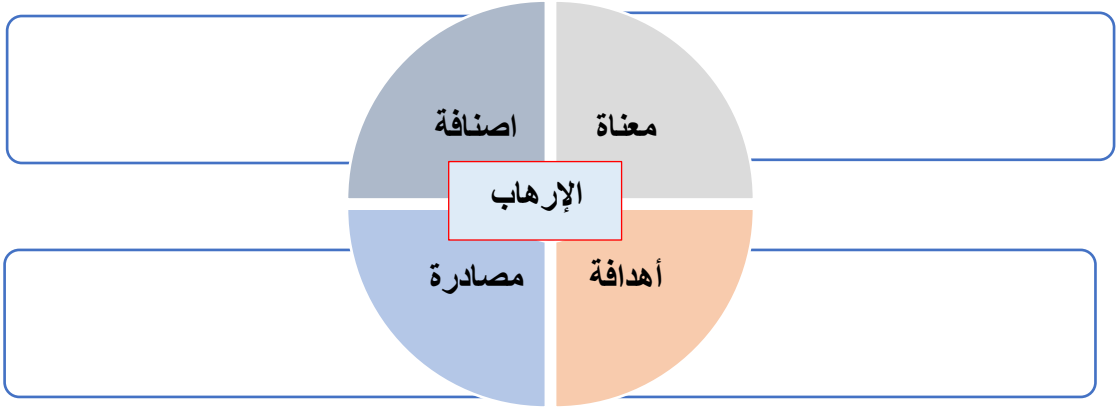 معناة
اصنافة
الإرهاب
أهدافة
مصادرة